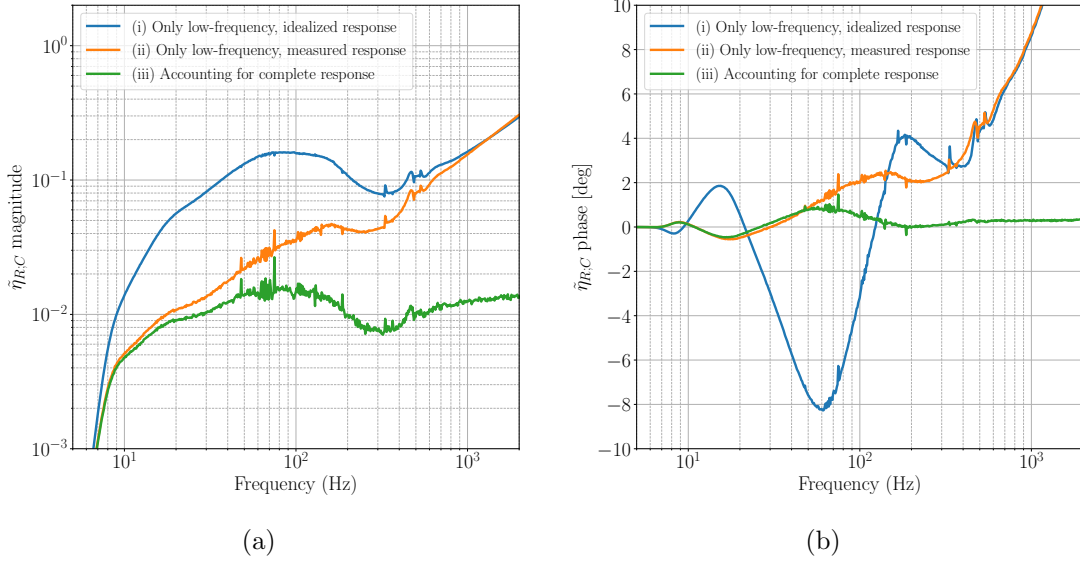 (i) Only low-frequency, idealized response
(ii) Only low-frequency, measured response
(iii) Accounting for complete response
10⁰
10⁻¹
10⁻²
10⁻³
η̃_{R;C} magnitude
10¹
10²
10³
Frequency (Hz)
(a)
(i) Only low-frequency, idealized response
(ii) Only low-frequency, measured response
(iii) Accounting for complete response
10
8
6
4
2
0
−2
−4
−6
−8
−10
η̃_{R;C} phase [deg]
10¹
10²
10³
Frequency (Hz)
(b)